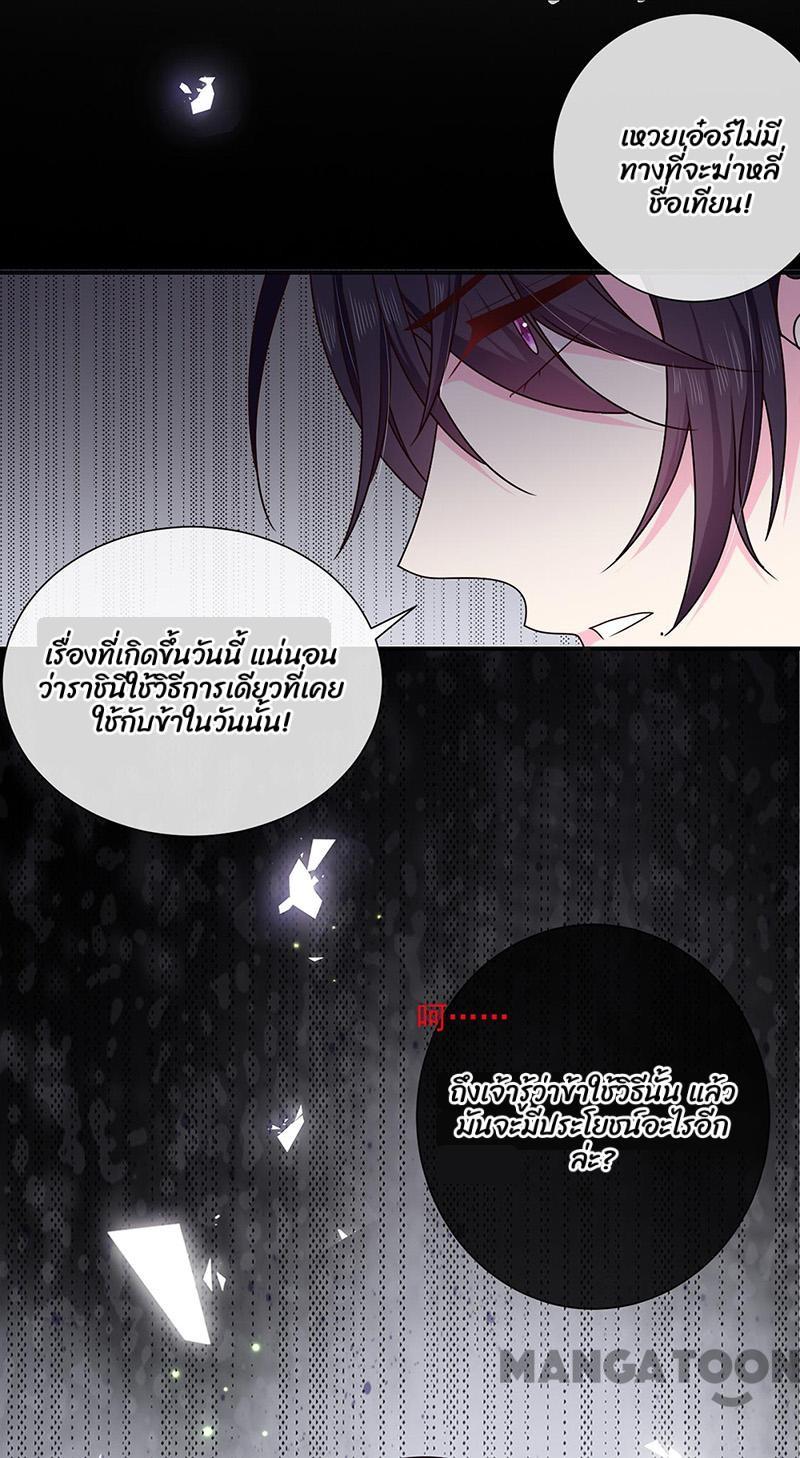 เหวยเอ๋อร์ไม่มี
ทางที่จะฆ่าหลี่
ชือเทียน!
เรื่องที่เกิดขึ้นวันนี้ แน่นอน
ว่าราชินีใช้วิธีการเดียวที่เคย
ใช้กับข้าในวันนั้น!
呵……
ถึงเจ้ารู้ว่าข้าใช้วิธีนั้น แล้ว
มันจะมีประโยชน์อะไรอีก
ล่ะ?
MANGATOON